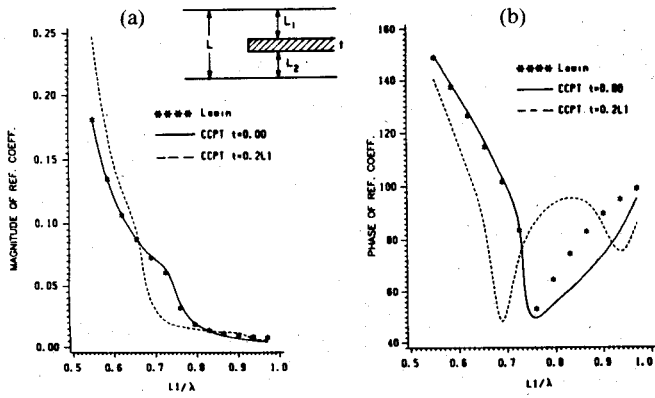 (a)
L
L1
L2
t
0.25
0.20
0.15
0.10
0.05
0.00
MAGNITUDE OF REF. COEFF.
**** Lewin
CCPT t=0.00
CCPT t=0.2L1
0.5 0.6 0.7 0.8 0.9 1.0
L1/λ
(b)
160
140
120
100
80
60
40
PHASE OF REF. COEFF.
**** Lewin
CCPT t=0.00
CCPT t=0.2L1
0.5 0.6 0.7 0.8 0.9 1.0
L1/λ